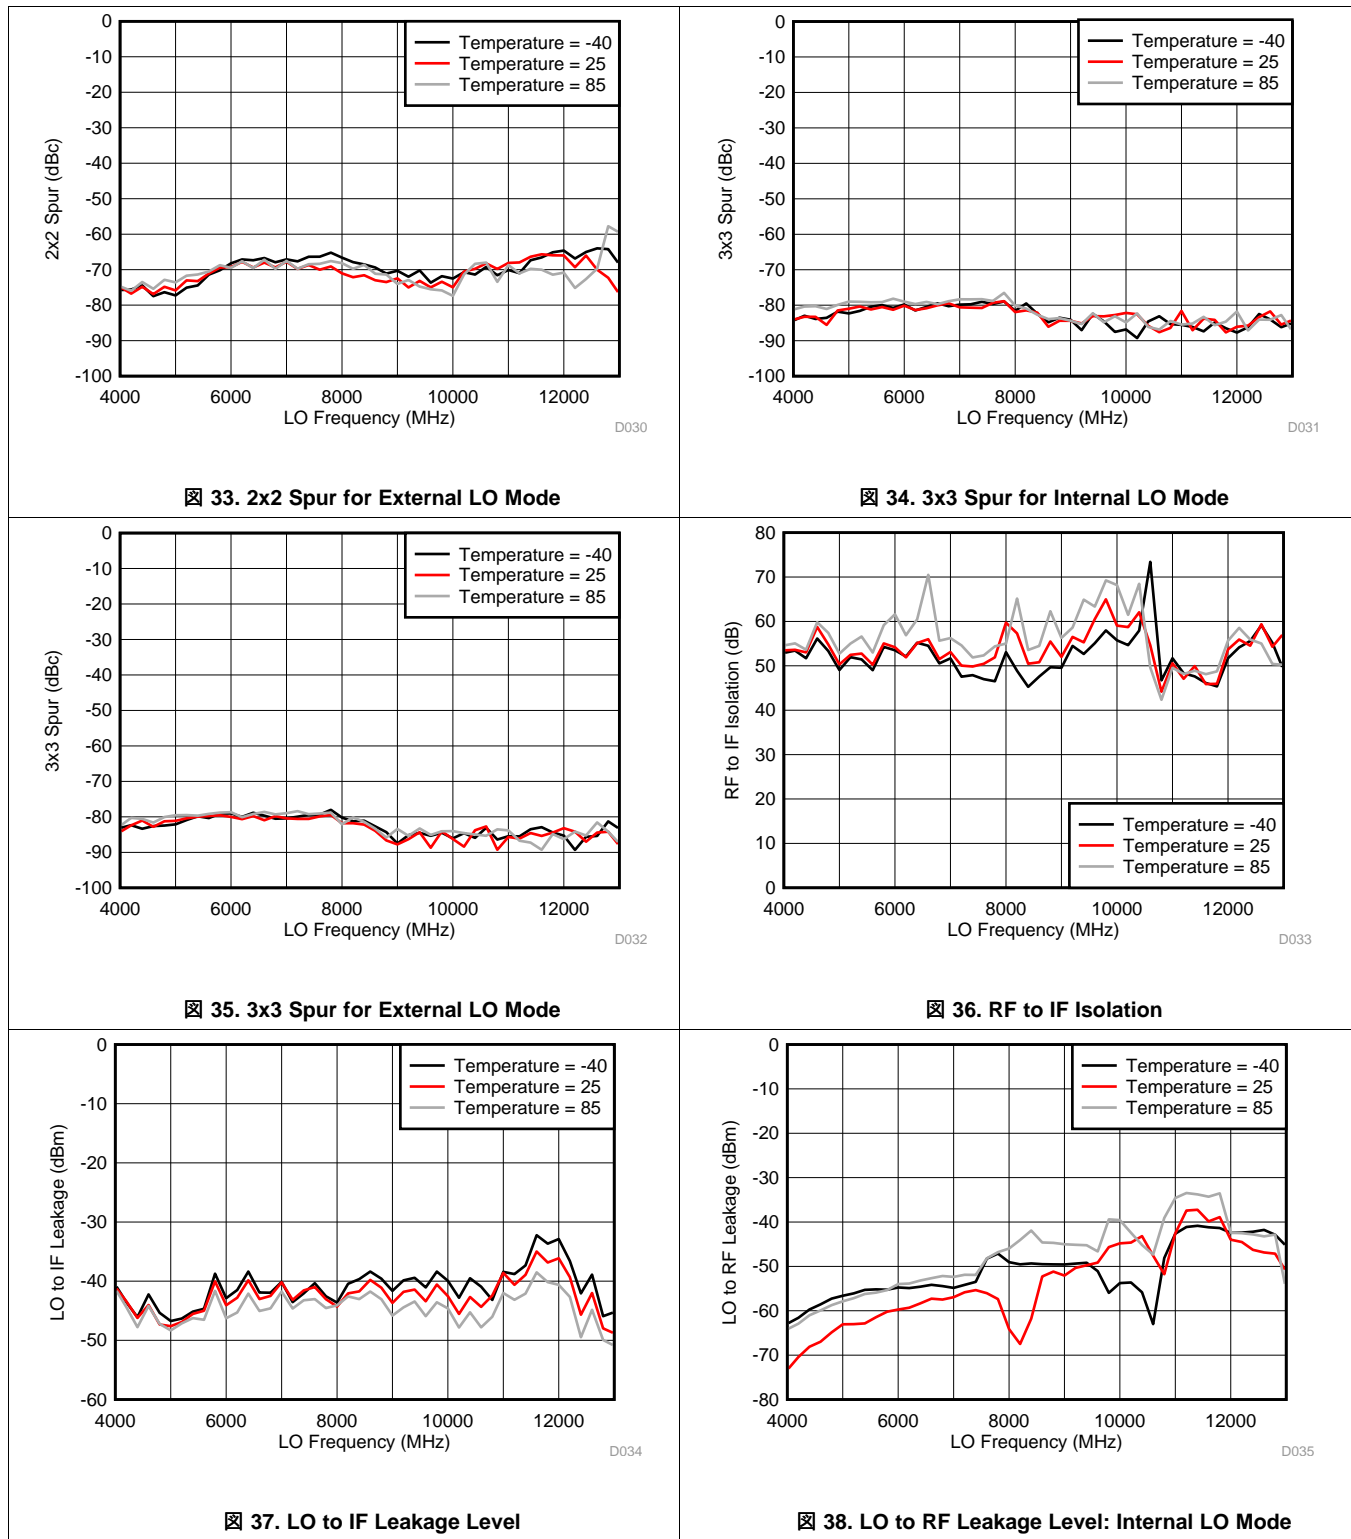 0
-10
-20
-30
-40
-50
-60
-70
-80
-90
-100
2x2 Spur (dBc)
Temperature = -40
Temperature = 25
Temperature = 85
4000 6000 8000 10000 12000
LO Frequency (MHz)
D030
図 33. 2x2 Spur for External LO Mode
0
-10
-20
-30
-40
-50
-60
-70
-80
-90
-100
3x3 Spur (dBc)
Temperature = -40
Temperature = 25
Temperature = 85
4000 6000 8000 10000 12000
LO Frequency (MHz)
D031
図 34. 3x3 Spur for Internal LO Mode
0
-10
-20
-30
-40
-50
-60
-70
-80
-90
-100
3x3 Spur (dBc)
Temperature = -40
Temperature = 25
Temperature = 85
4000 6000 8000 10000 12000
LO Frequency (MHz)
D032
図 35. 3x3 Spur for External LO Mode
80
70
60
50
40
30
20
10
0
RF to IF Isolation (dB)
Temperature = -40
Temperature = 25
Temperature = 85
4000 6000 8000 10000 12000
LO Frequency (MHz)
D033
図 36. RF to IF Isolation
0
-10
-20
-30
-40
-50
-60
LO to IF Leakage (dBm)
Temperature = -40
Temperature = 25
Temperature = 85
4000 6000 8000 10000 12000
LO Frequency (MHz)
D034
図 37. LO to IF Leakage Level
0
-10
-20
-30
-40
-50
-60
-70
-80
LO to RF Leakage (dBm)
Temperature = -40
Temperature = 25
Temperature = 85
4000 6000 8000 10000 12000
LO Frequency (MHz)
D035
図 38. LO to RF Leakage Level: Internal LO Mode